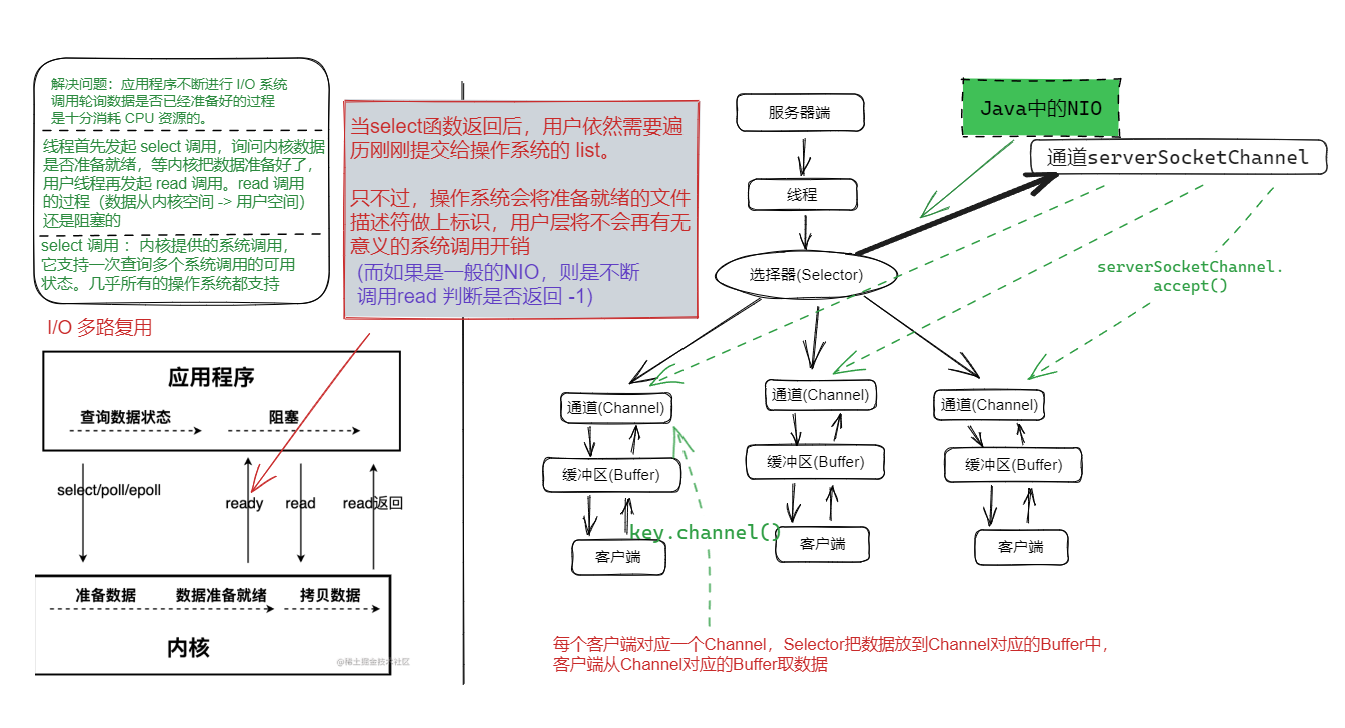 解决问题：应用程序不断进行 I/O 系统
调用轮询数据是否已经准备好的过程
是十分消耗 CPU 资源的。
线程首先发起 select 调用，询问内核数据
是否准备就绪，等内核把数据准备好了，
用户线程再发起 read 调用。read 调用
的过程（数据从内核空间 -> 用户空间）
还是阻塞的
select 调用 ：内核提供的系统调用，
它支持一次查询多个系统调用的可用
状态。几乎所有的操作系统都支持
I/O 多路复用
当select函数返回后，用户依然需要遍
历刚刚提交给操作系统的 list。
只不过，操作系统会将准备就绪的文件
描述符做上标识，用户层将不会再有无
意义的系统调用开销
(而如果是一般的NIO，则是不断
调用read 判断是否返回 -1)
应用程序
查询数据状态
阻塞
select/poll/epoll
ready
read
read返回
准备数据
数据准备就绪
拷贝数据
内核
@稀土掘金技术社区
服务器端
线程
选择器(Selector)
Java中的NIO
通道serverSocketChannel
serverSocketChannel.
accept()
通道(Channel)
通道(Channel)
通道(Channel)
缓冲区(Buffer)
缓冲区(Buffer)
缓冲区(Buffer)
key.channel()
客户端
客户端
客户端
每个客户端对应一个Channel，Selector把数据放到Channel对应的Buffer中，
客户端从Channel对应的Buffer取数据